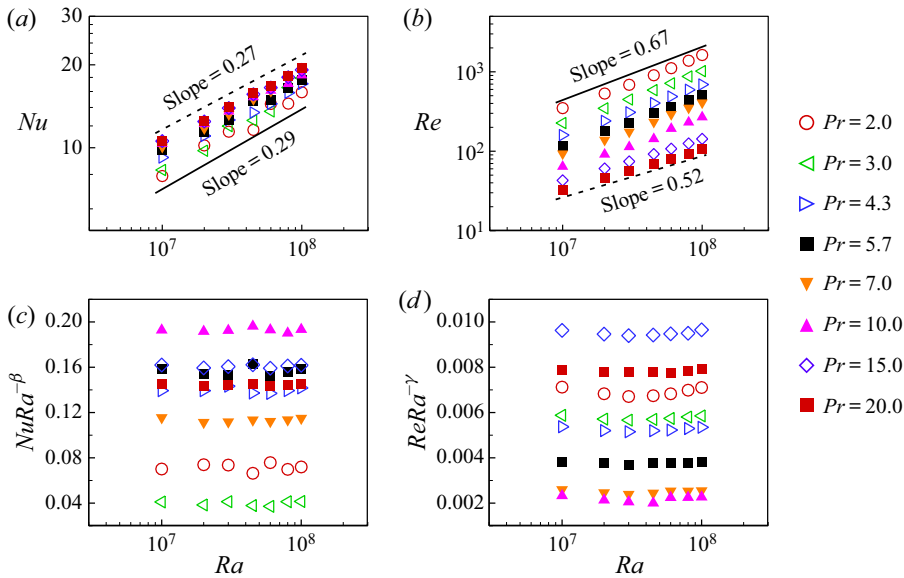 (a)
30
20
10
Nu
Slope = 0.27
Slope = 0.29
10^7
10^8
(b)
10^3
10^2
10^1
Re
Slope = 0.67
Slope = 0.52
10^7
10^8
Pr = 2.0
Pr = 3.0
Pr = 4.3
Pr = 5.7
Pr = 7.0
Pr = 10.0
Pr = 15.0
Pr = 20.0
(c)
0.20
0.16
0.12
0.08
0.04
NuRa^{-β}
10^7
10^8
Ra
(d)
0.010
0.008
0.006
0.004
0.002
ReRa^{-γ}
10^7
10^8
Ra